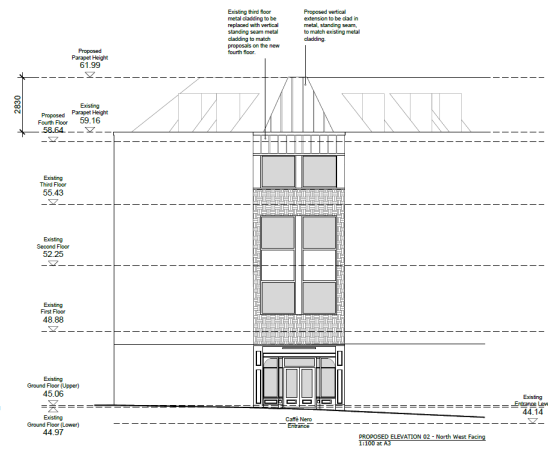 Existing third floor
metal cladding to be
replaced with vertical
standing seam metal
cladding to match
proposals on the new
fourth floor.
Proposed vertical
extension to be clad in
metal, standing seam,
to match existing metal
cladding.
Proposed
Parapet Height
61.99
2830
Existing
Parapet Height
59.16
Proposed
Fourth Floor
58.64
Existing
Third Floor
55.43
Existing
Second Floor
52.25
Existing
First Floor
48.88
Existing
Ground Floor (Upper)
45.06
Existing
Ground Floor (Lower)
44.97
Caffè Nero
Entrance
Existing
Entrance Leve
44.14
PROPOSED ELEVATION 02 - North West Facing
1:100 at A3